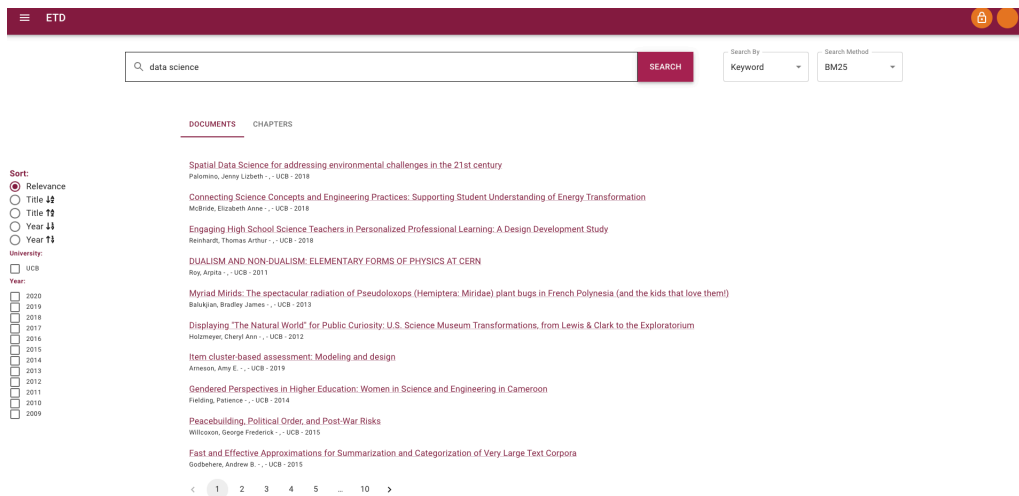 ETD
data science
SEARCH
Search By
Keyword
Search Method
BM25
DOCUMENTS CHAPTERS
Sort:
Relevance
Title
Title
Year
Year
University:
UCB
Year:
2020
2019
2018
2017
2016
2015
2014
2013
2012
2011
2010
2009
Spatial Data Science for addressing environmental challenges in the 21st century
Palomino, Jenny Lizbeth - , - UCB - 2018
Connecting Science Concepts and Engineering Practices: Supporting Student Understanding of Energy Transformation
McBride, Elizabeth Anne - , - UCB - 2018
Engaging High School Science Teachers in Personalized Professional Learning: A Design Development Study
Reinhardt, Thomas Arthur - , - UCB - 2018
DUALISM AND NON-DUALISM: ELEMENTARY FORMS OF PHYSICS AT CERN
Roy, Arpita - , - UCB - 2011
Myriad Mirids: The spectacular radiation of Pseudoloxops (Hemiptera: Miridae) plant bugs in French Polynesia (and the kids that love them!)
Balukjian, Bradley James - , - UCB - 2013
Displaying "The Natural World" for Public Curiosity: U.S. Science Museum Transformations, from Lewis & Clark to the Exploratorium
Holzmeyer, Cheryl Ann - , - UCB - 2012
Item cluster-based assessment: Modeling and design
Arneson, Amy E. - , - UCB - 2019
Gendered Perspectives in Higher Education: Women in Science and Engineering in Cameroon
Fielding, Patience - , - UCB - 2014
Peacebuilding, Political Order, and Post-War Risks
Willcoxon, George Frederick - , - UCB - 2015
Fast and Effective Approximations for Summarization and Categorization of Very Large Text Corpora
Godbehere, Andrew B. - , - UCB - 2015
< 1 2 3 4 5 … 10 >